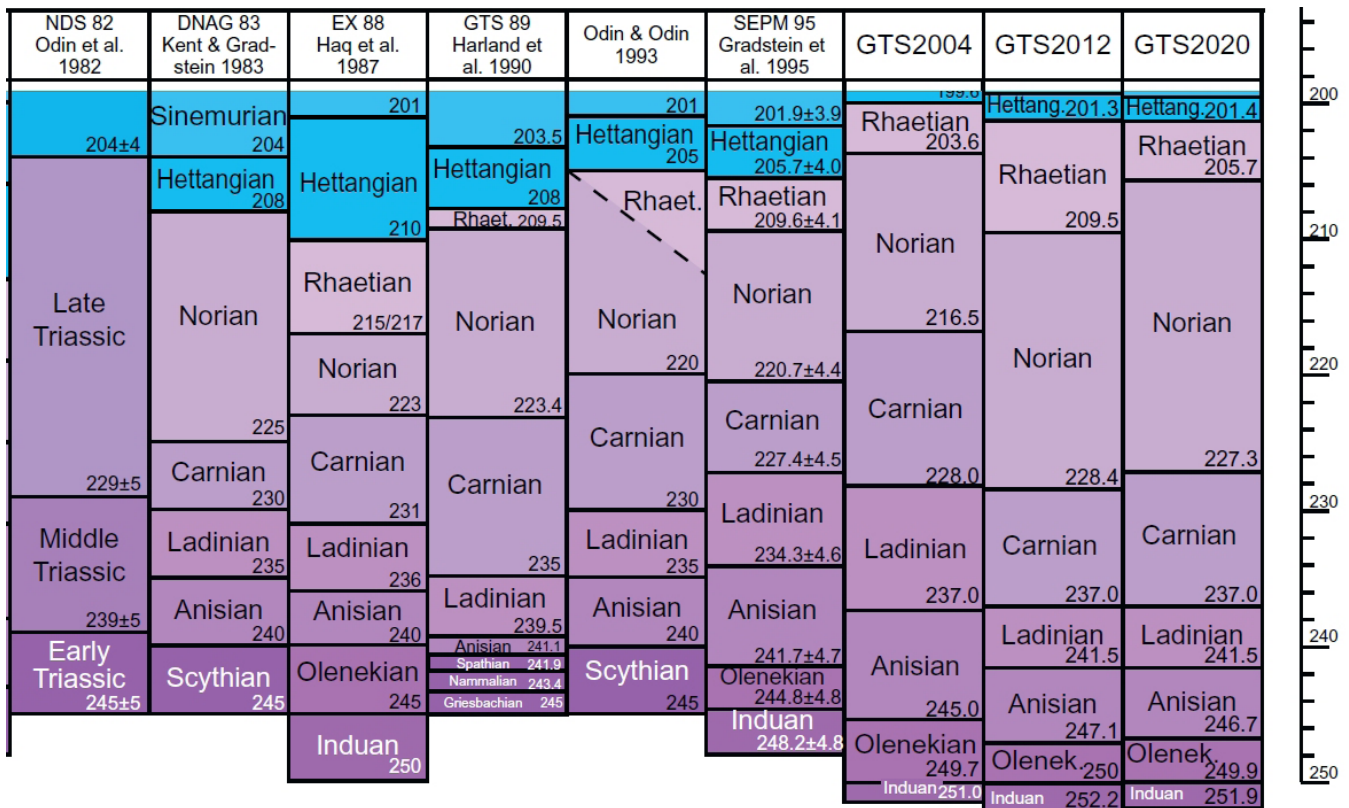 NDS 82
Odin et al.
1982
204±4
Late
Triassic
229±5
Middle
Triassic
239±5
Early
Triassic
245±5
DNAG 83
Kent & Grad-
stein 1983
Sinemurian
204
Hettangian
208
Norian
225
Carnian
230
Ladinian
235
Anisian
240
Scythian
245
EX 88
Haq et al.
1987
201
Hettangian
210
Rhaetian
215/217
Norian
223
Carnian
231
Ladinian
236
Anisian
240
Olenekian
245
Induan
250
GTS 89
Harland et
al. 1990
203.5
Hettangian
208
Rhaet. 209.5
Norian
223.4
Carnian
235
Ladinian
239.5
Anisian 241.1
Spathian 241.9
Nammalian 243.4
Griesbachian 245
Odin & Odin
1993
201
Hettangian
205
Rhaet.
Norian
220
Carnian
230
Ladinian
235
Anisian
240
Scythian
245
SEPM 95
Gradstein et
al. 1995
201.9±3.9
Hettangian
205.7±4.0
Rhaetian
209.6±4.1
Norian
220.7±4.4
Carnian
227.4±4.5
Ladinian
234.3±4.6
Anisian
241.7±4.7
Olenekian
244.8±4.8
Induan
248.2±4.8
GTS2004
199.6
Rhaetian
203.6
Norian
216.5
Carnian
228.0
Ladinian
237.0
Anisian
245.0
Olenekian
249.7
Induan 251.0
GTS2012
Hettang. 201.3
Rhaetian
209.5
Norian
228.4
Carnian
237.0
Ladinian
241.5
Anisian
247.1
Olenek. 250
Induan 252.2
GTS2020
Hettang. 201.4
Rhaetian
205.7
Norian
227.3
Carnian
237.0
Ladinian
241.5
Anisian
246.7
Olenek.
249.9
Induan 251.9
200
210
220
230
240
250